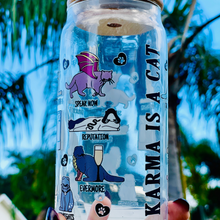 SPEAK NOW
REPUTATION
EVERMORE
KARMA IS A CAT